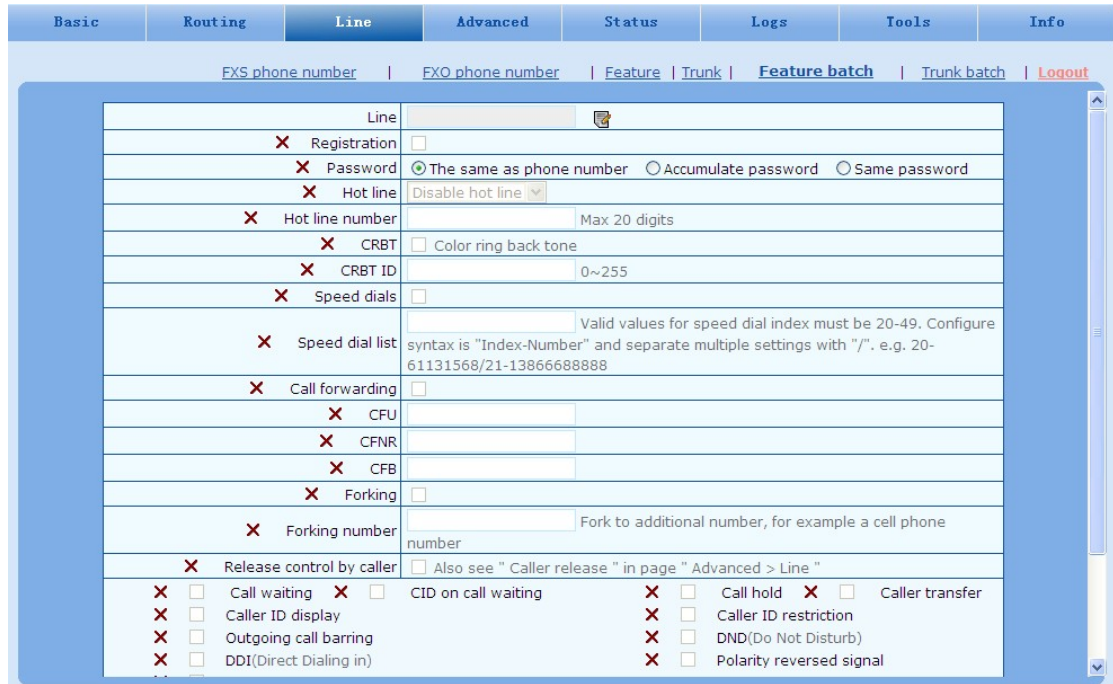 Basic Routing Line Advanced Status Logs Tools Info
FXS phone number | FXO phone number | Feature | Trunk | Feature batch | Trunk batch | Logout
Line
Registration
Password The same as phone number Accumulate password Same password
Hot line Disable hot line
Hot line number Max 20 digits
CRBT Color ring back tone
CRBT ID 0~255
Speed dials
Valid values for speed dial index must be 20-49. Configure
Speed dial list syntax is "Index-Number" and separate multiple settings with "/". e.g. 20-
61131568/21-13866688888
Call forwarding
CFU
CFNR
CFB
Forking
Forking number Fork to additional number, for example a cell phone
number
Release control by caller Also see " Caller release " in page " Advanced > Line "
Call waiting CID on call waiting Call hold Caller transfer
Caller ID display Caller ID restriction
Outgoing call barring DND(Do Not Disturb)
DDI(Direct Dialing in) Polarity reversed signal